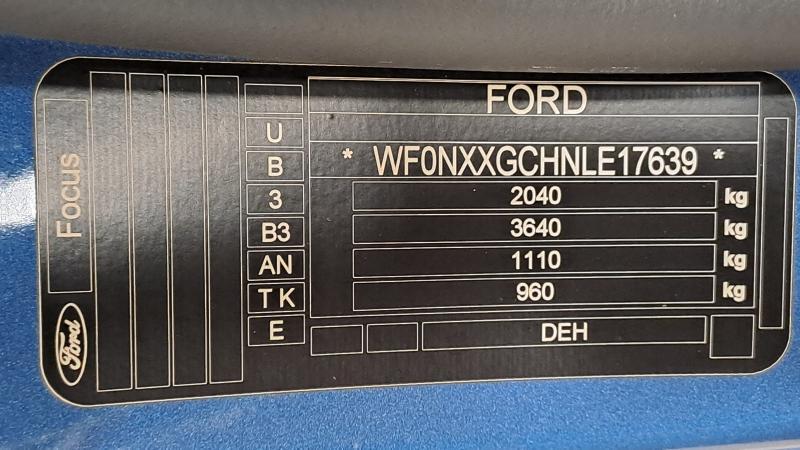 Focus
Ford
U
B
3
B3
AN
TK
E
FORD
* WF0NXXGCHNLE17639 *
2040 kg
3640 kg
1110 kg
960 kg
DEH